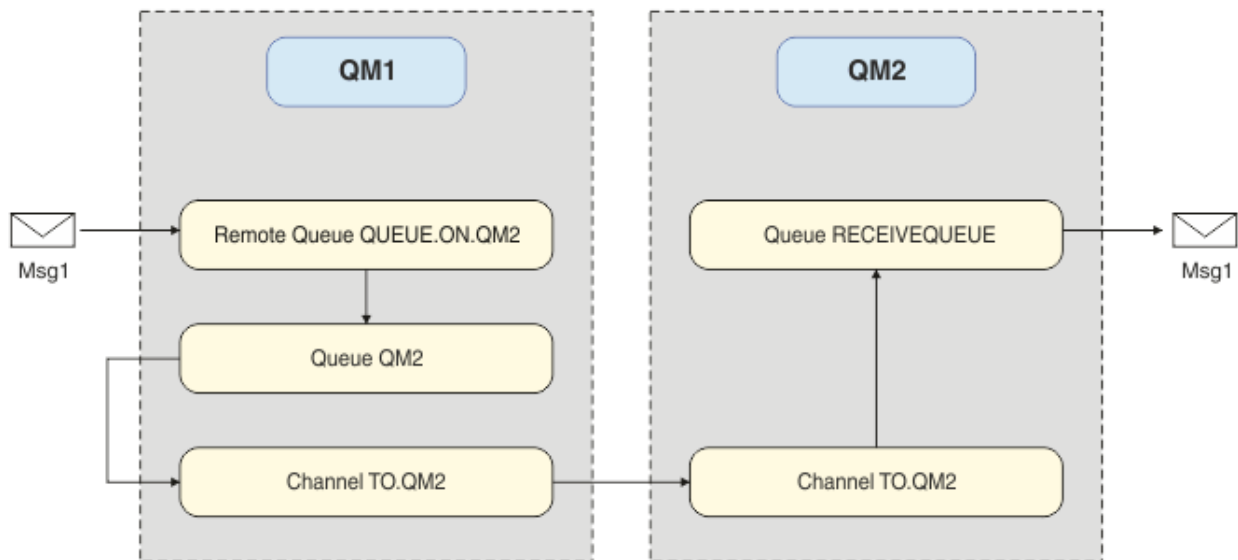 QM1
QM2
Remote Queue QUEUE.ON.QM2
Queue RECEIVEQUEUE
Msg1
Msg1
Queue QM2
Channel TO.QM2
Channel TO.QM2